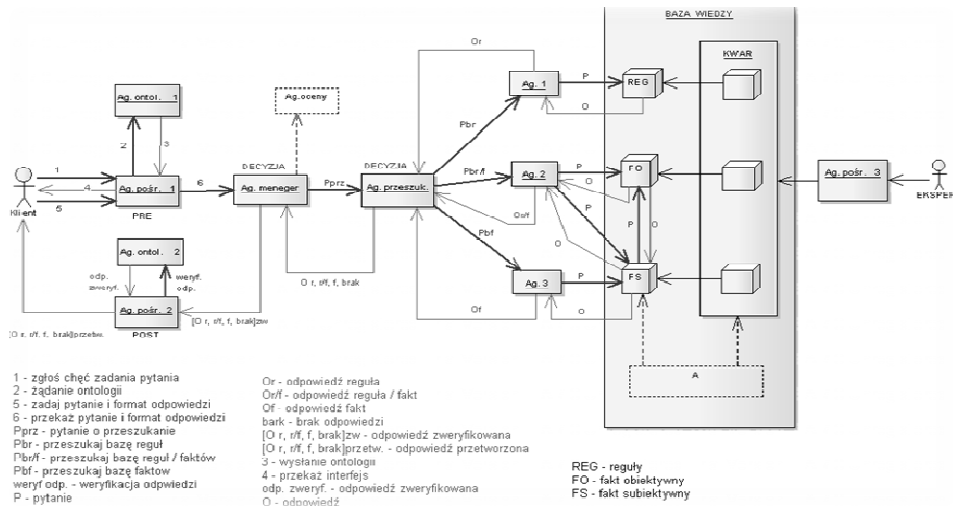 BAZA WIEDZY
KWAR
Or
Ag. 1
P
REG
O
Ag. ontol. 1
Ag.oceny
Pbr
2
3
1
4
5
Klient
Ag. pośr. 1
PRE
6
DECYZJA
Ag. meneger
Pprz
DECYZJA
Ag. przeszuk.
Pbr/f
Ag. 2
P
FO
O
Or/f
P
P
O
O
Pbf
Ag. 3
P
FS
O
Of
Ag. pośr. 3
EKSPER
Ag. ontol. 2
odp.
zweryf.
weryf.
odp.
Ag. pośr. 2
POST
O r, r/f, f, brak
[O r, r/f, f, brak]zw
[O r, r/f, f, brak]przetw.
A
1 - zgłoś chęć zadania pytania
2 - żądanie ontologii
5 - zadaj pytanie i format odpowiedzi
6 - przekaż pytanie i format odpowiedzi
Pprz - pytanie o przeszukanie
Pbr - przeszukaj bazę reguł
Pbr/f - przeszukaj bazę reguł / faktów
Pbf - przeszukaj bazę faktow
weryf odp. - weryfikacja odpwiedzi
P - pytanie
Or - odpowiedź reguła
Or/f - odpowiedź reguła / fakt
Of - odpowiedź fakt
bark - brak odpowiedzi
[O r, r/f, f, brak]zw - odpowiedź zweryfikowana
[O r, r/f, f, brak]przetw. - odpowiedź przetworzona
3 - wysłanie ontologii
4 - przekaż interfejs
odp. zweryf. - odpowiedź zweryfikowana
O - odpowiedź
REG - reguły
FO - fakt obiektywny
FS - fakt subiektywny